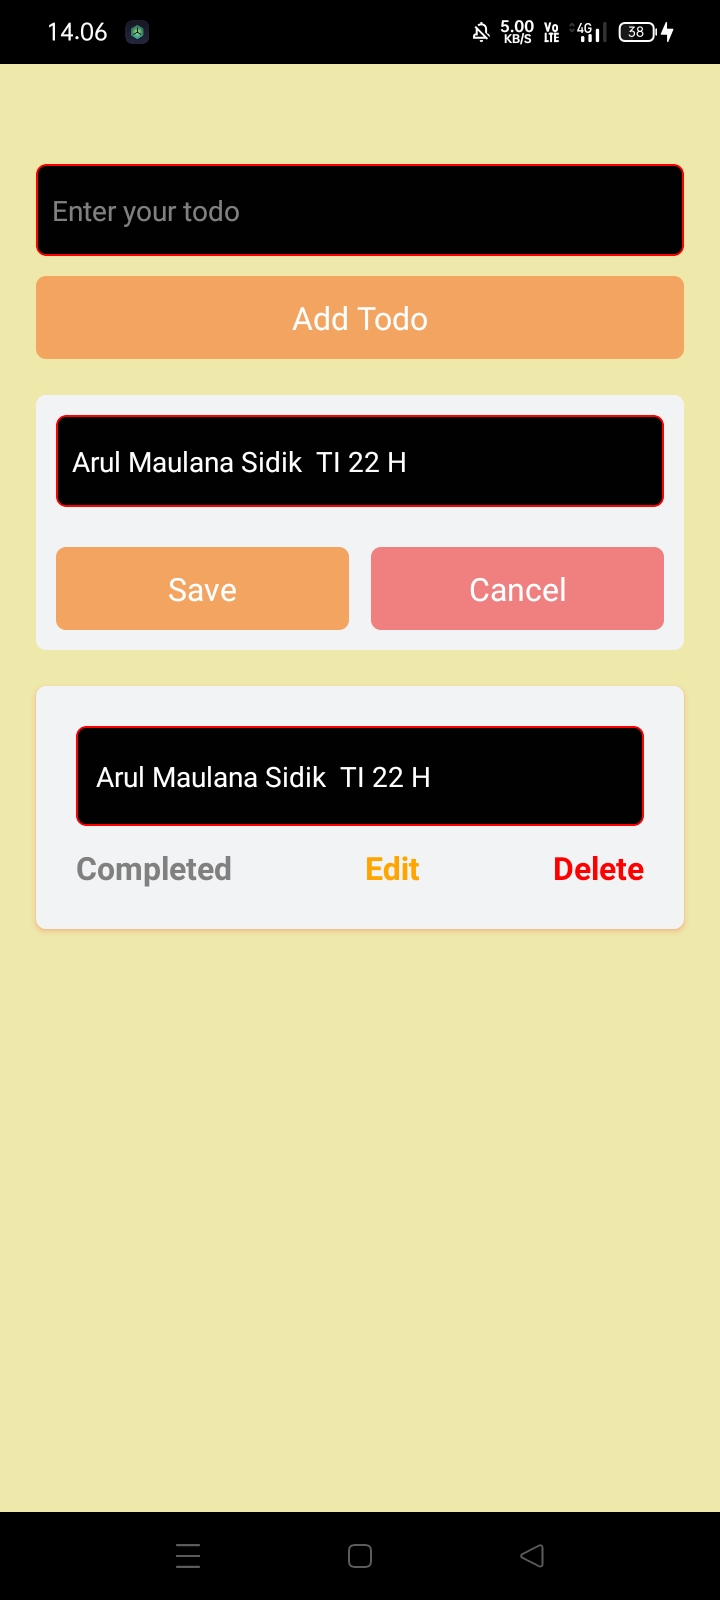 14.06 5.00 KB/S Vo LTE 4G 38
Enter your todo
Add Todo
Arul Maulana Sidik  TI 22 H
Save Cancel
Arul Maulana Sidik  TI 22 H
Completed Edit Delete